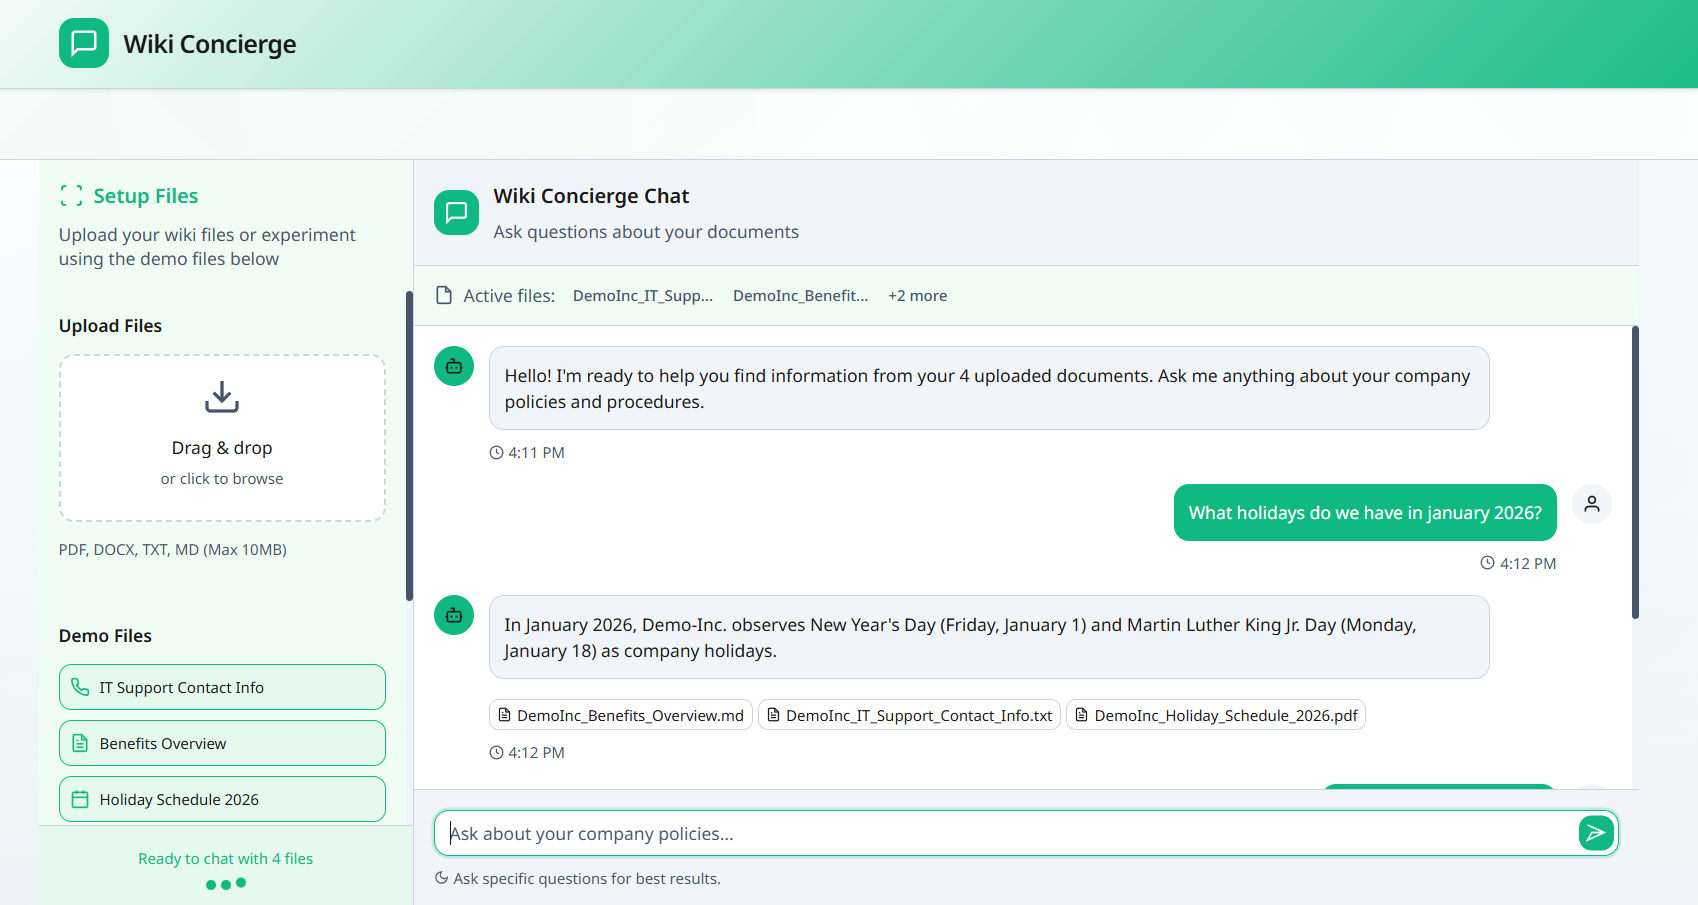 Wiki Concierge
Setup Files
Upload your wiki files or experiment
using the demo files below
Upload Files
Drag & drop
or click to browse
PDF, DOCX, TXT, MD (Max 10MB)
Demo Files
IT Support Contact Info
Benefits Overview
Holiday Schedule 2026
Ready to chat with 4 files
Wiki Concierge Chat
Ask questions about your documents
Active files: DemoInc_IT_Supp... DemoInc_Benefit... +2 more
Hello! I'm ready to help you find information from your 4 uploaded documents. Ask me anything about your company
policies and procedures.
4:11 PM
What holidays do we have in january 2026?
4:12 PM
In January 2026, Demo-Inc. observes New Year's Day (Friday, January 1) and Martin Luther King Jr. Day (Monday,
January 18) as company holidays.
DemoInc_Benefits_Overview.md DemoInc_IT_Support_Contact_Info.txt DemoInc_Holiday_Schedule_2026.pdf
4:12 PM
Ask about your company policies...
Ask specific questions for best results.